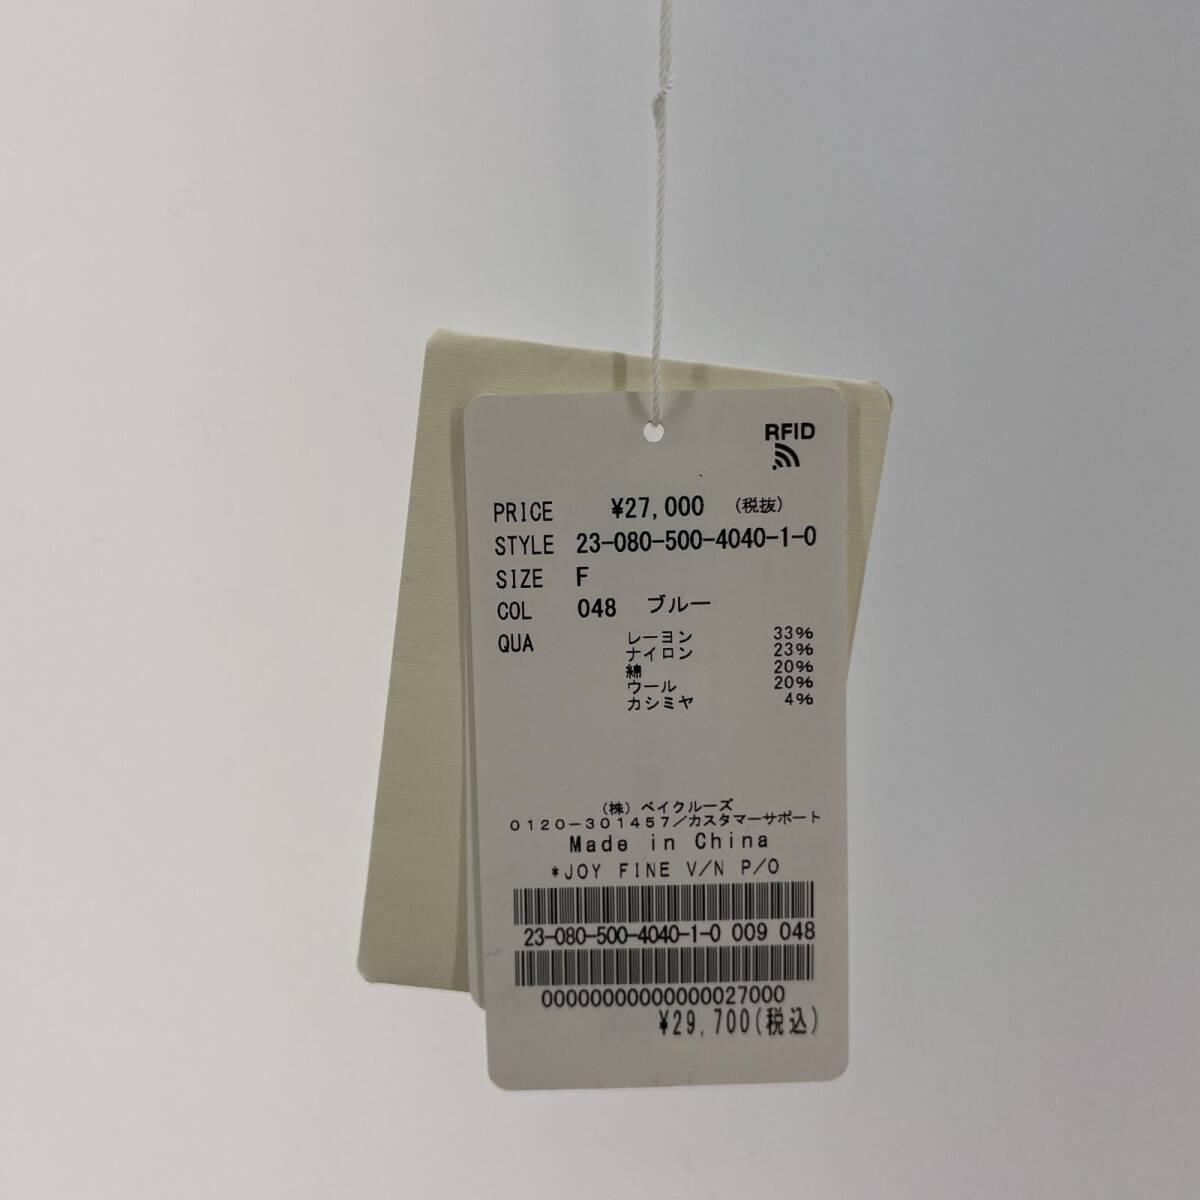 RFID
PRICE ¥27,000 (税抜)
STYLE 23-080-500-4040-1-0
SIZE F
COL 048 ブルー
QUA レーヨン 33%
ナイロン 23%
綿 20%
ウール 20%
カシミヤ 4%
(株) ベイクルーズ
0120-301457/カスタマーサポート
Made in China
*JOY FINE V/N P/O
23-080-500-4040-1-0 009 048
00000000000000027000
¥29,700(税込)